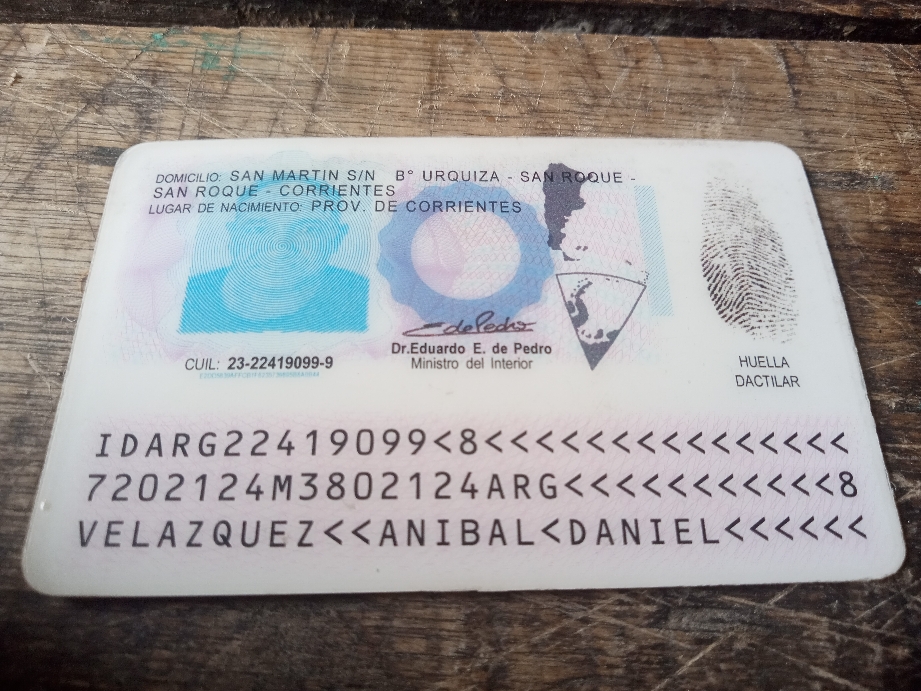 DOMICILIO: SAN MARTIN S/N B° URQUIZA - SAN ROQUE -
SAN ROQUE - CORRIENTES
LUGAR DE NACIMIENTO: PROV. DE CORRIENTES
Dr.Eduardo E. de Pedro
Ministro del Interior
CUIL: 23-22419099-9
HUELLA
DACTILAR
IDARG22419099<8<<<<<<<<<<<<<<<
7202124M3802124ARG<<<<<<<<<<<8
VELAZQUEZ<<ANIBAL<DANIEL<<<<<<